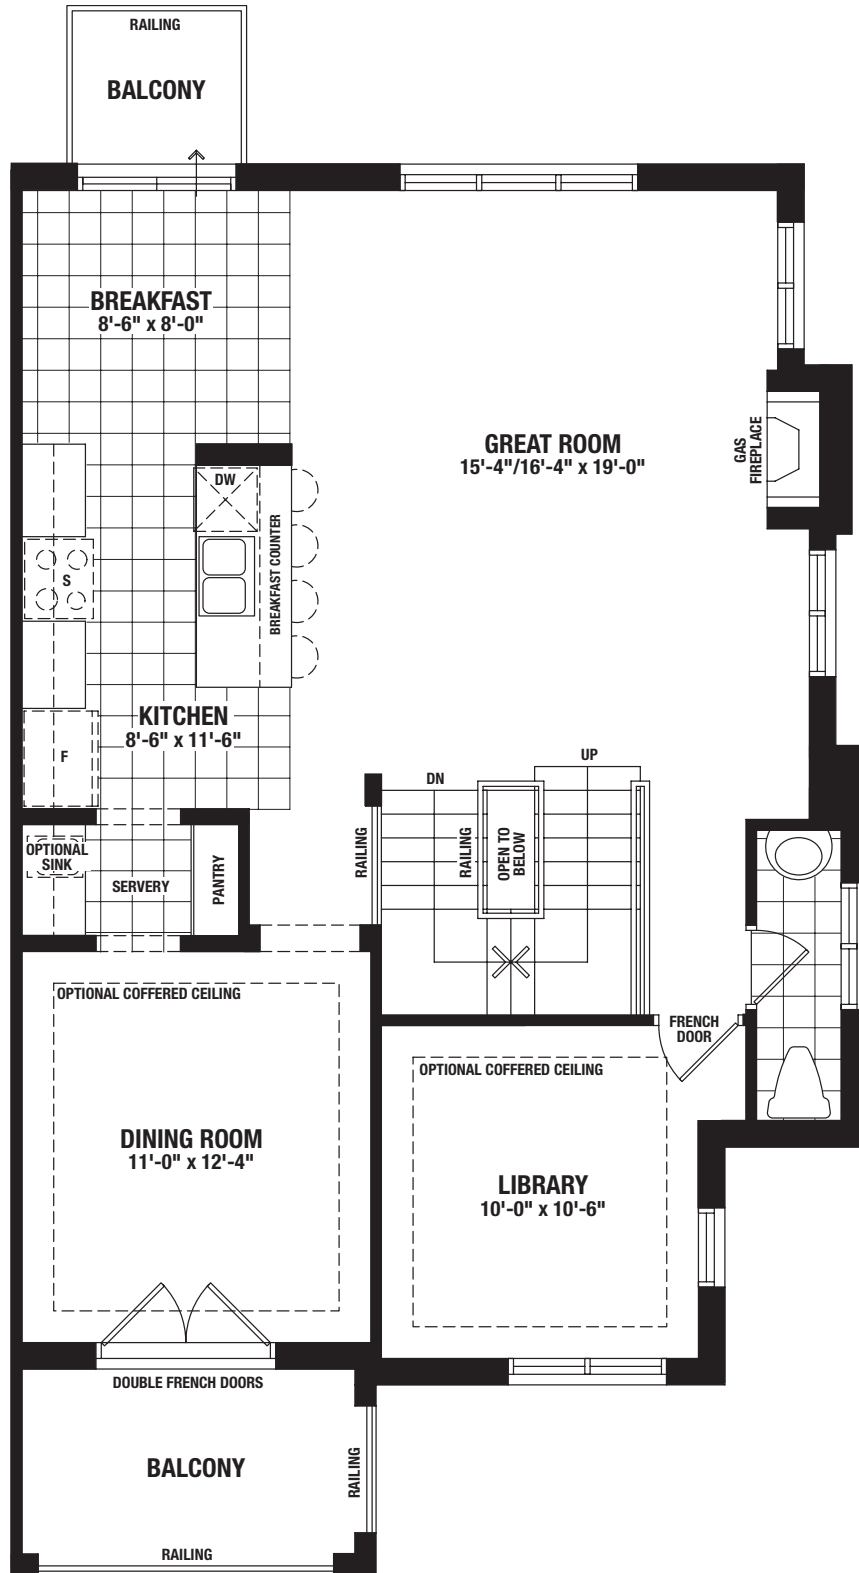 RAILING
BALCONY
BREAKFAST
8'-6" x 8'-0"
GREAT ROOM
15'-4"/16'-4" x 19'-0"
GAS
FIREPLACE
DW
BREAKFAST COUNTER
S
KITCHEN
8'-6" x 11'-6"
F
DN
UP
RAILING
RAILING
OPEN TO
BELOW
OPTIONAL
SINK
SERVERY
PANTRY
OPTIONAL COFFERED CEILING
FRENCH
DOOR
OPTIONAL COFFERED CEILING
DINING ROOM
11'-0" x 12'-4"
LIBRARY
10'-0" x 10'-6"
DOUBLE FRENCH DOORS
BALCONY
RAILING
RAILING